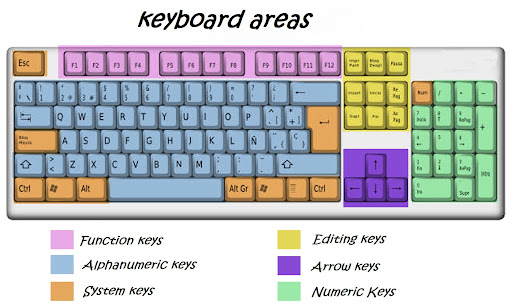 keyboard areas
Esc F1 F2 F3 F4 F5 F6 F7 F8 F9 F10 F11 F12 Impr Pant Bloq Despl Pausa
1 2 3 4 5 6 7 8 9 0 ← Insert Inicio Re Pag Num / * -
Q W E R T Y U I O P Supr Fin Av Pag 7 Inicio 8 ↑ 9 RePag +
Bloq Mayús A S D F G H J K L Ñ 4 5 6
⇧ < > Z X C V B N M ; , : . _ - ⇧ ↑ 1 Fin 2 3 AvPag Intro
Ctrl Alt Alt Gr Ctrl ← ↓ → 0 Ins . Supr
Function keys
Alphanumeric keys
System keys
Editing keys
Arrow keys
Numeric Keys